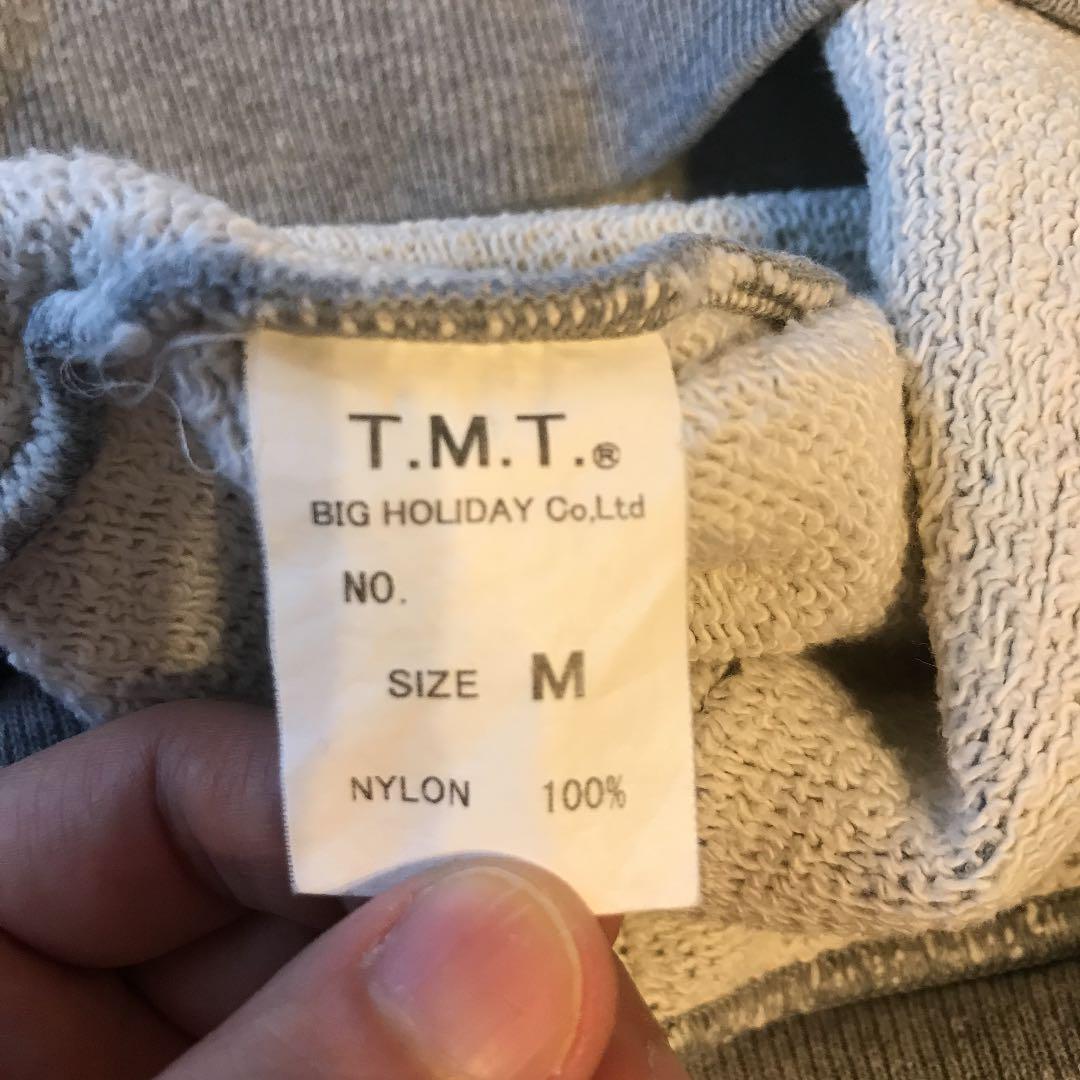 T.M.T.®
BIG HOLIDAY Co,Ltd
NO.
SIZE M
NYLON 100%